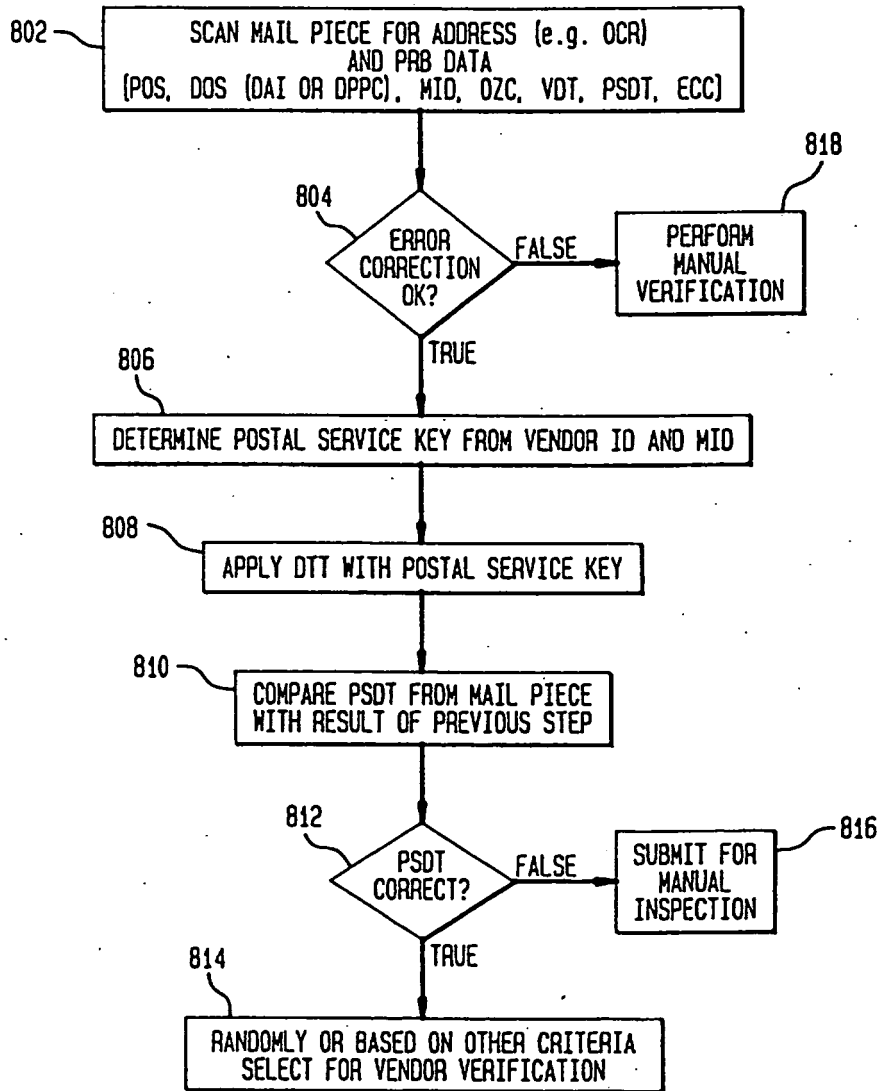 802
SCAN MAIL PIECE FOR ADDRESS (e.g. OCR)
AND PRB DATA
(POS, DOS (DAI OR DPPC), MID, OZC, VDT, PSDT, ECC)
804
ERROR
CORRECTION
OK?
FALSE
818
PERFORM
MANUAL
VERIFICATION
TRUE
806
DETERMINE POSTAL SERVICE KEY FROM VENDOR ID AND MID
808
APPLY DTT WITH POSTAL SERVICE KEY
810
COMPARE PSDT FROM MAIL PIECE
WITH RESULT OF PREVIOUS STEP
812
PSDT
CORRECT?
FALSE
816
SUBMIT FOR
MANUAL
INSPECTION
TRUE
814
RANDOMLY OR BASED ON OTHER CRITERIA
SELECT FOR VENDOR VERIFICATION